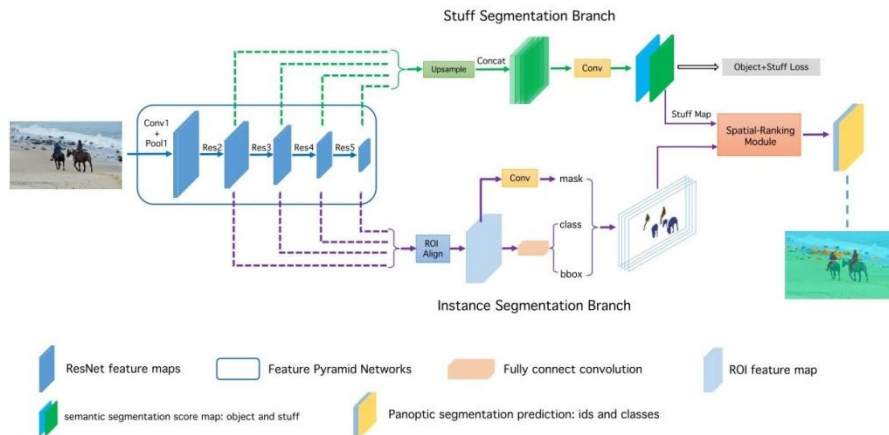 Stuff Segmentation Branch
Upsample
Concat
Conv
Object+Stuff Loss
Stuff Map
Spatial-Ranking
Module
Conv1
+
Pool1
Res2
Res3
Res4
Res5
Conv
mask
ROI
Align
class
bbox
Instance Segmentation Branch
ResNet feature maps
Feature Pyramid Networks
Fully connect convolution
ROI feature map
semantic segmentation score map: object and stuff
Panoptic segmentation prediction: ids and classes